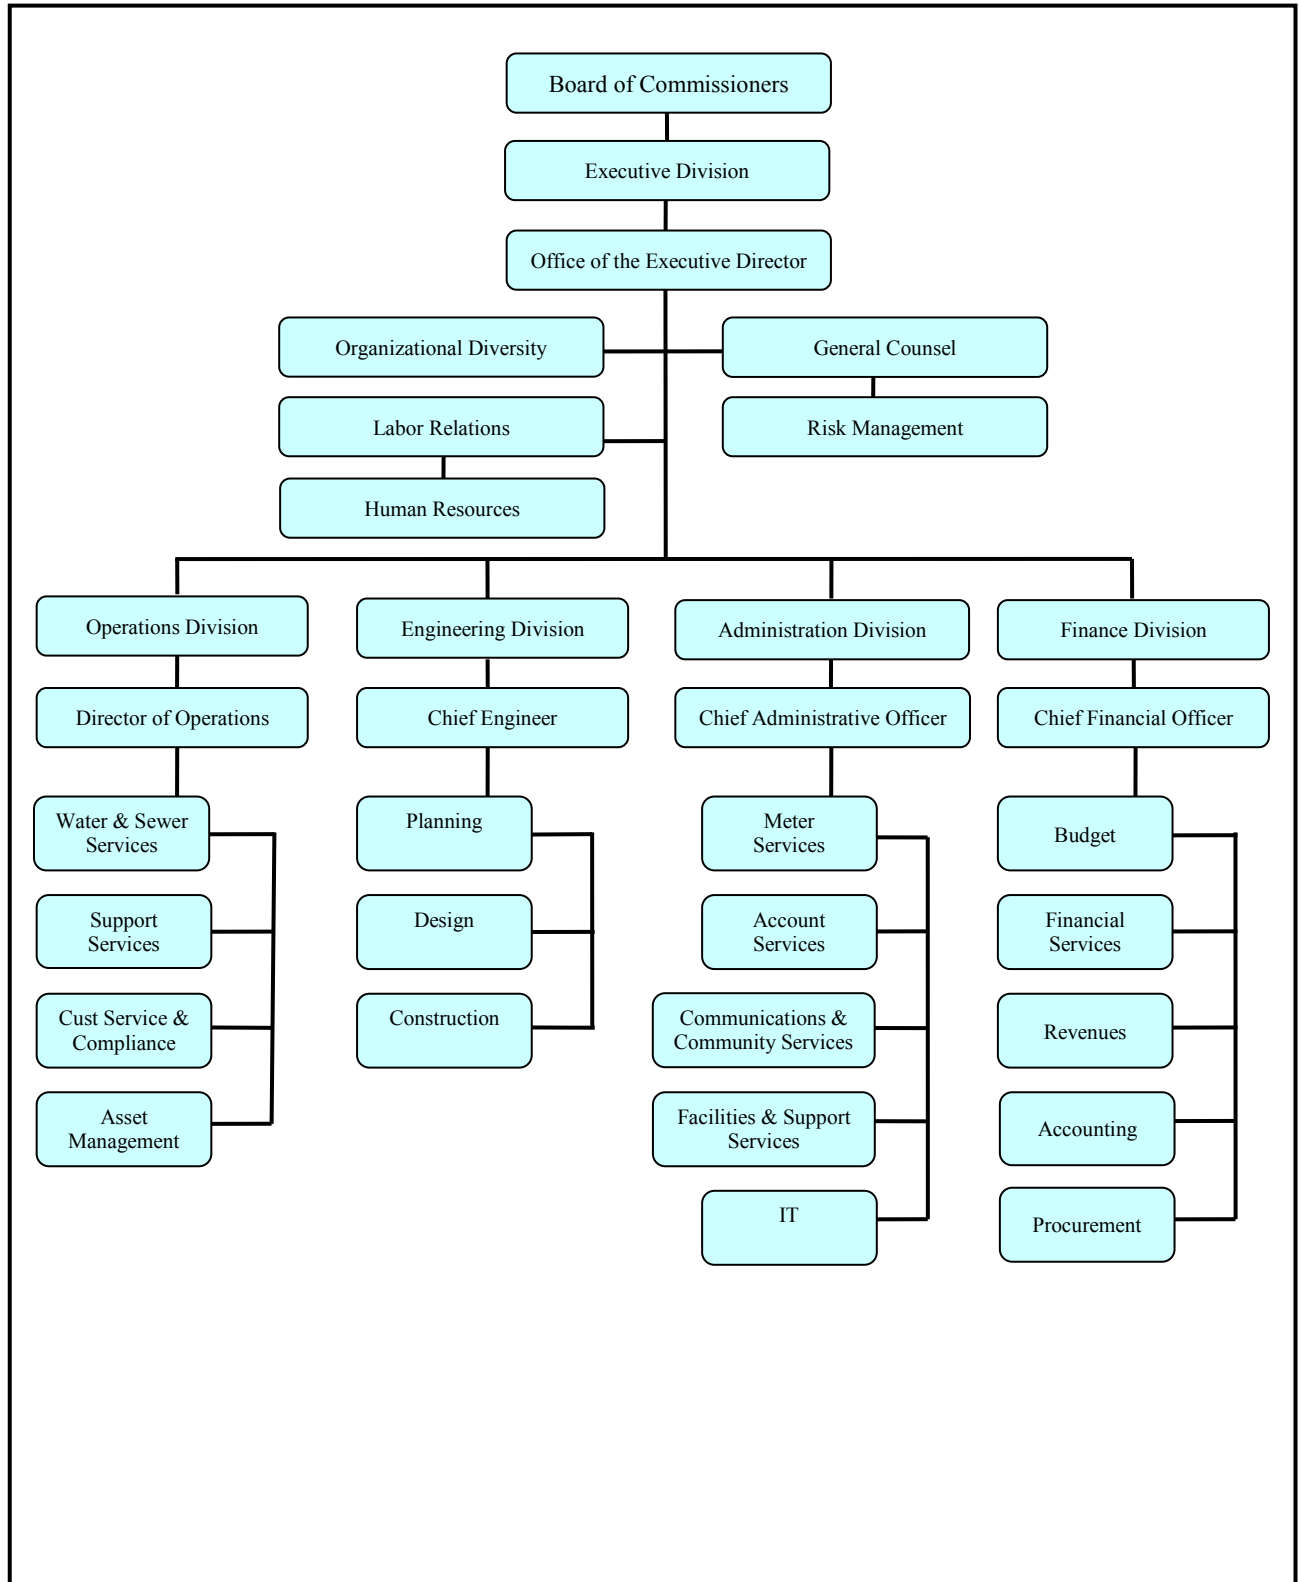 Board of Commissioners
Executive Division
Office of the Executive Director
Organizational Diversity
General Counsel
Labor Relations
Risk Management
Human Resources
Operations Division
Engineering Division
Administration Division
Finance Division
Director of Operations
Chief Engineer
Chief Administrative Officer
Chief Financial Officer
Water & Sewer
Services
Planning
Meter
Services
Budget
Support
Services
Design
Account
Services
Financial
Services
Cust Service &
Compliance
Construction
Communications &
Community Services
Revenues
Asset
Management
Facilities & Support
Services
Accounting
IT
Procurement